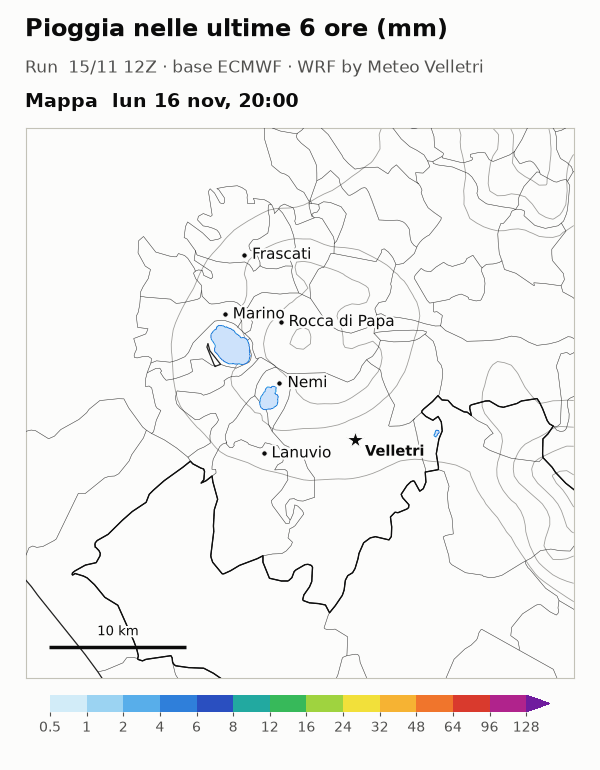 Pioggia nelle ultime 6 ore (mm)
Run  15/11 12Z · base ECMWF · WRF by Meteo Velletri
Mappa  lun 16 nov, 20:00
Frascati
Marino
Rocca di Papa
Nemi
Velletri
Lanuvio
10 km
0.5 1 2 4 6 8 12 16 24 32 48 64 96 128